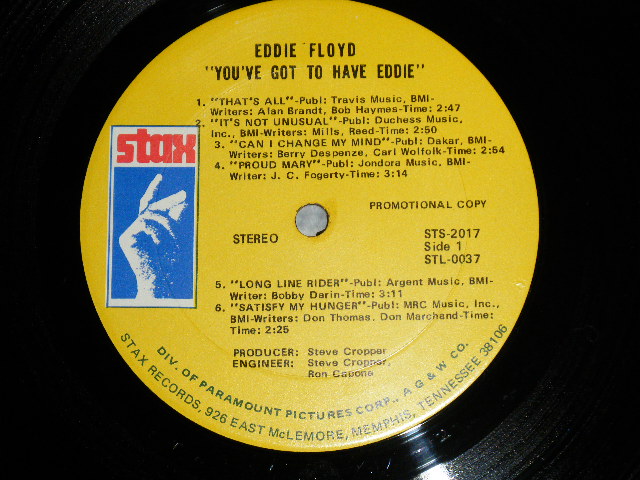 EDDIE FLOYD
"YOU'VE GOT TO HAVE EDDIE"
1. "THAT'S ALL"-Publ: Travis Music, BMI-
Writers: Alan Brandt, Bob Haymes-Time: 2:47
2. "IT'S NOT UNUSUAL"-Publ: Duchess Music,
Inc., BMI-Writers: Mills, Reed-Time: 2:50
3. "CAN I CHANGE MY MIND"-Publ: Dakar, BMI-
Writers: Berry Despenze, Carl Wolfolk-Time: 2:54
4. "PROUD MARY"-Publ: Jondora Music, BMI-
Writer: J. C. Fogerty-Time: 3:14
stax
PROMOTIONAL COPY
STEREO
STS-2017
Side 1
STL-0037
5. "LONG LINE RIDER"-Publ: Argent Music, BMI-
Writer: Bobby Darin-Time: 3:11
6. "SATISFY MY HUNGER"-Publ: MRC Music, Inc.,
BMI-Writers: Don Thomas, Don Marchand-Time:
Time: 2:25
PRODUCER: Steve Cropper
ENGINEER: Steve Cropper,
Ron Capone
DIV. OF PARAMOUNT PICTURES CORP., A G & W CO.
STAX RECORDS, 926 EAST McLEMORE, MEMPHIS, TENNESSEE 38106